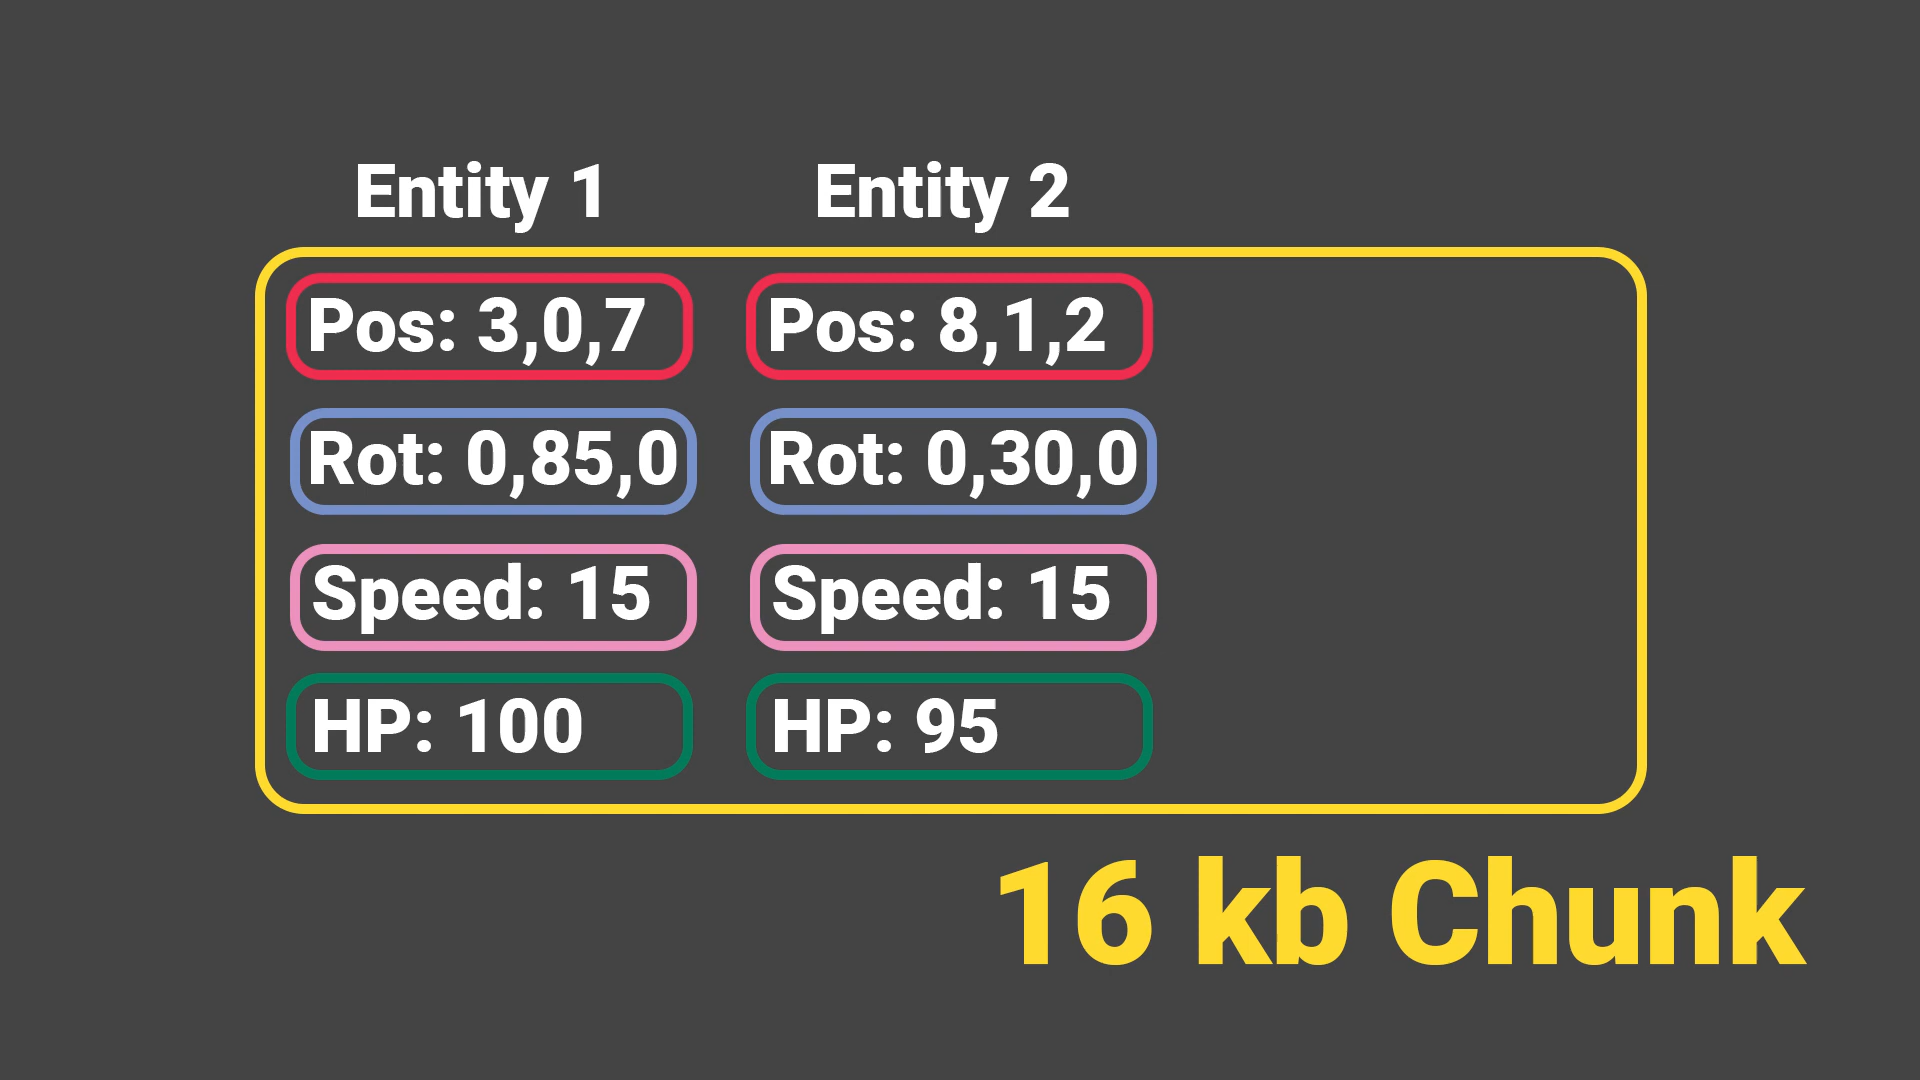 Entity 1
Entity 2
Pos: 3,0,7
Pos: 8,1,2
Rot: 0,85,0
Rot: 0,30,0
Speed: 15
Speed: 15
HP: 100
HP: 95
16 kb Chunk